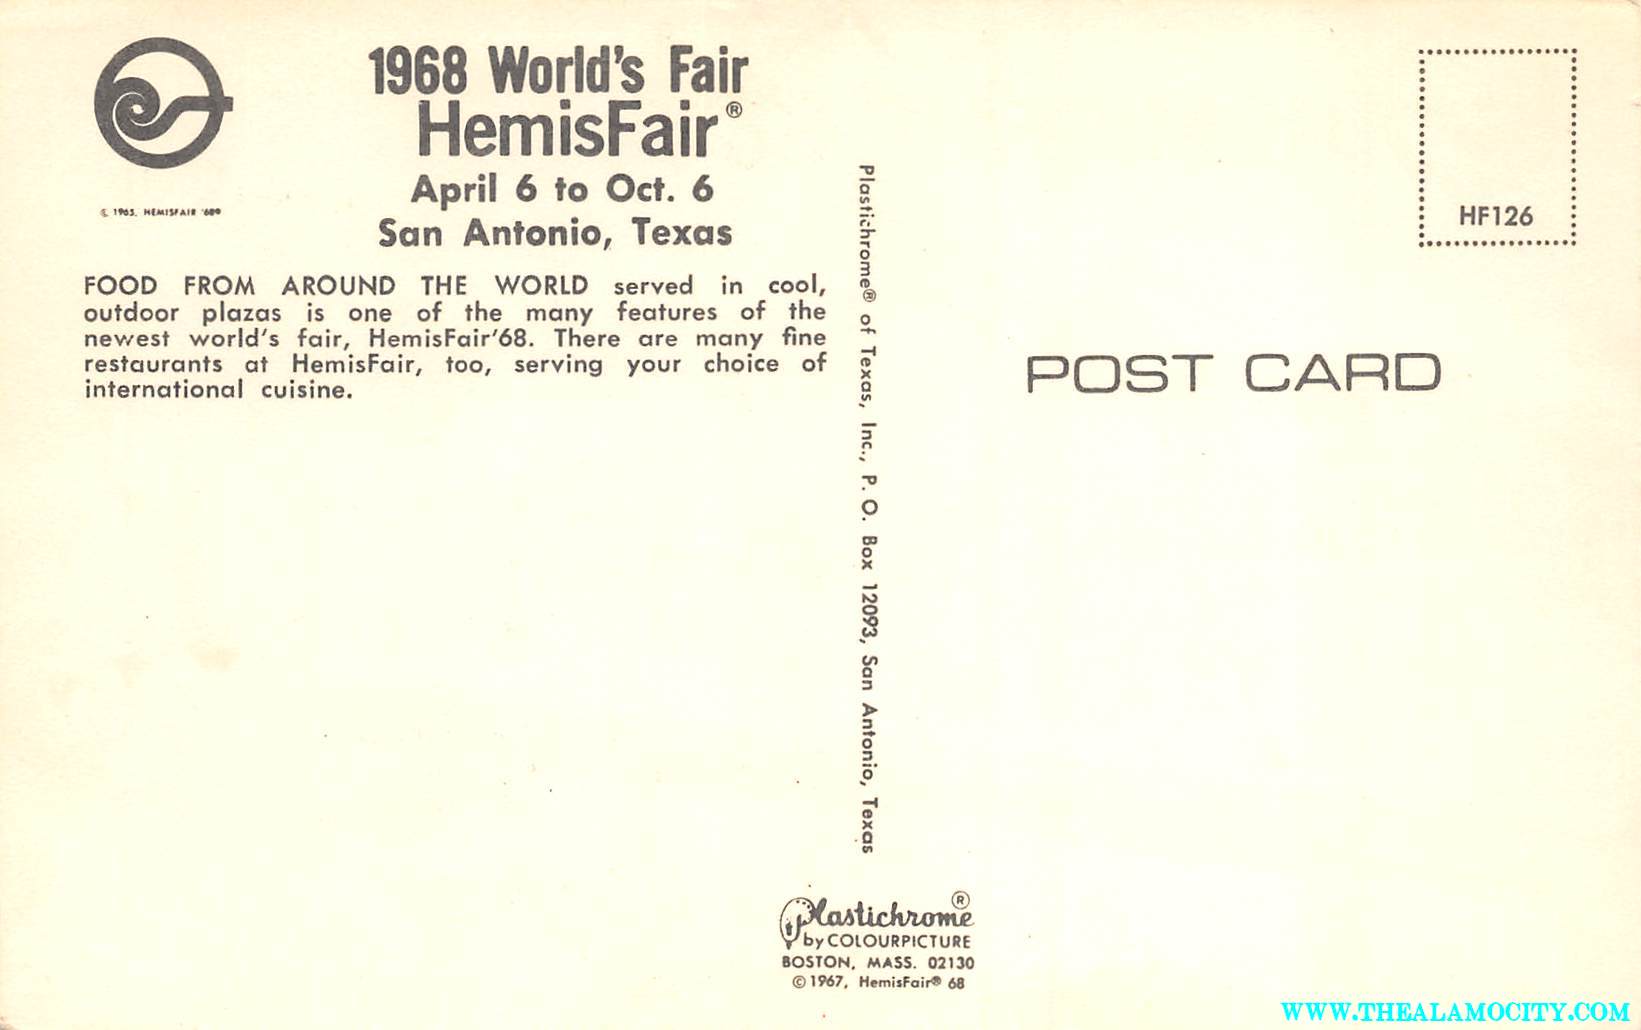 1968 World's Fair
HemisFair®
April 6 to Oct. 6
San Antonio, Texas
© 1965, HEMISFAIR '68®
FOOD FROM AROUND THE WORLD served in cool,
outdoor plazas is one of the many features of the
newest world's fair, HemisFair'68. There are many fine
restaurants at HemisFair, too, serving your choice of
international cuisine.
Plastichrome® of Texas, Inc., P. O. Box 12093, San Antonio, Texas
Plastichrome®
by COLOURPICTURE
BOSTON, MASS. 02130
© 1967, HemisFair® 68
HF126
POST CARD
WWW.THEALAMOCITY.COM